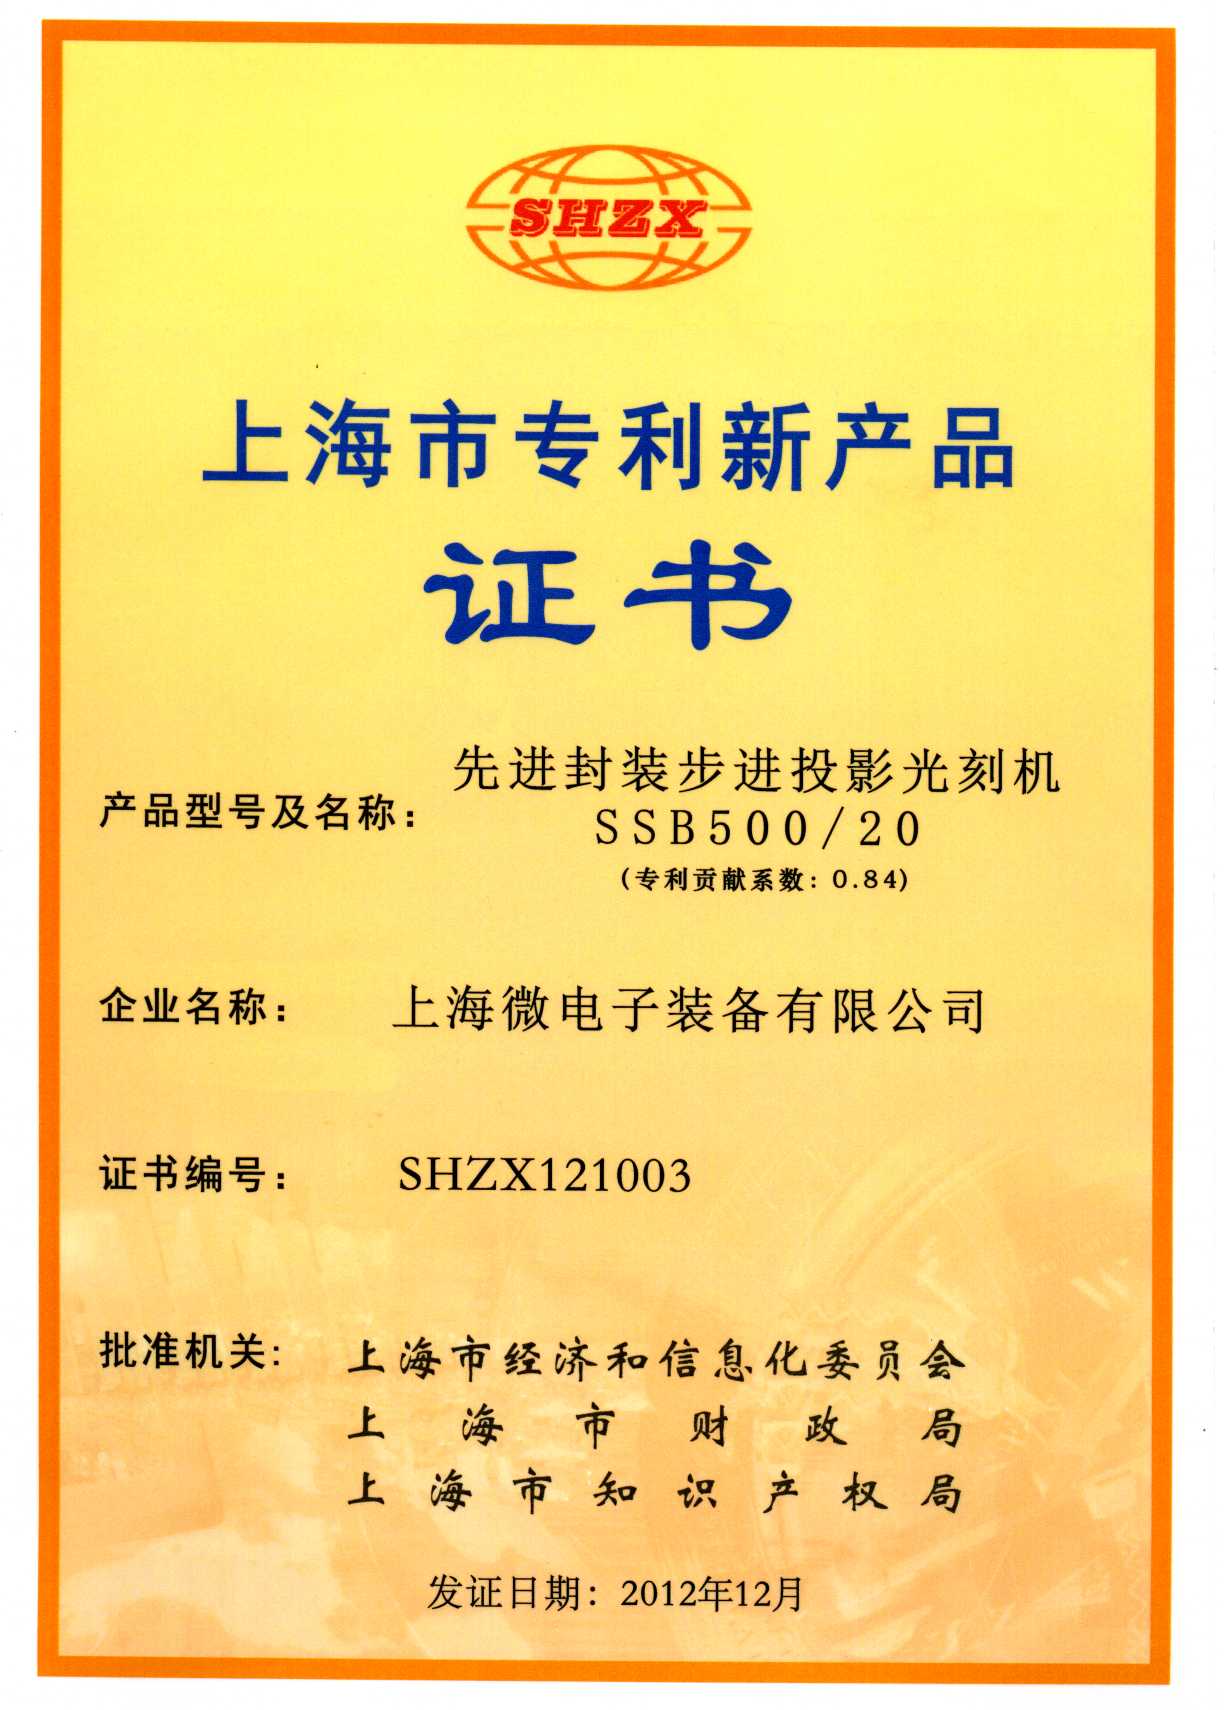 SHZX
上海市专利新产品
证书
产品型号及名称：先进封装步进投影光刻机
SSB500/20
(专利贡献系数：0.84)
企业名称：上海微电子装备有限公司
证书编号：SHZX121003
批准机关:上海市经济和信息化委员会
上海市财政局
上海市知识产权局
发证日期：2012年12月